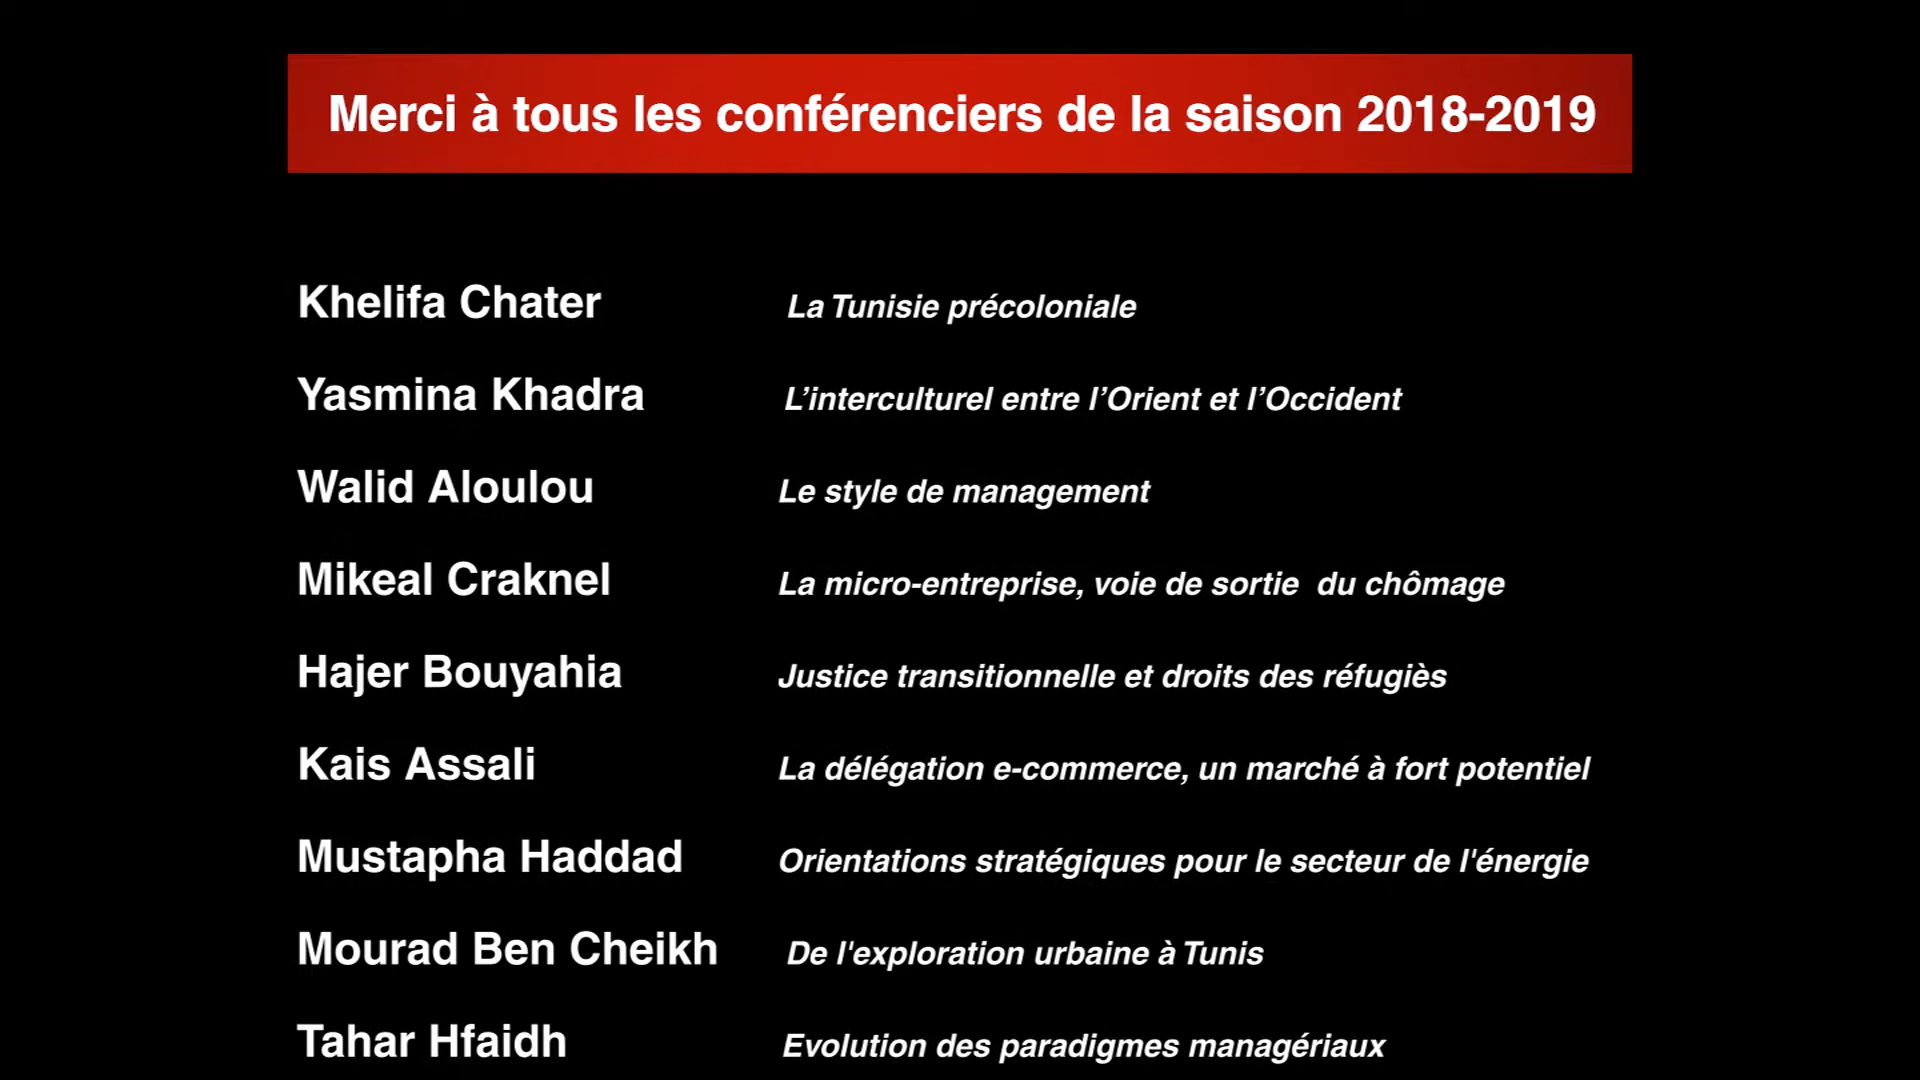 Merci à tous les conférenciers de la saison 2018-2019
Khelifa Chater La Tunisie précoloniale
Yasmina Khadra L’interculturel entre l’Orient et l’Occident
Walid Aloulou Le style de management
Mikeal Craknel La micro-entreprise, voie de sortie du chômage
Hajer Bouyahia Justice transitionnelle et droits des réfugiès
Kais Assali La délégation e-commerce, un marché à fort potentiel
Mustapha Haddad Orientations stratégiques pour le secteur de l'énergie
Mourad Ben Cheikh De l'exploration urbaine à Tunis
Tahar Hfaidh Evolution des paradigmes managériaux